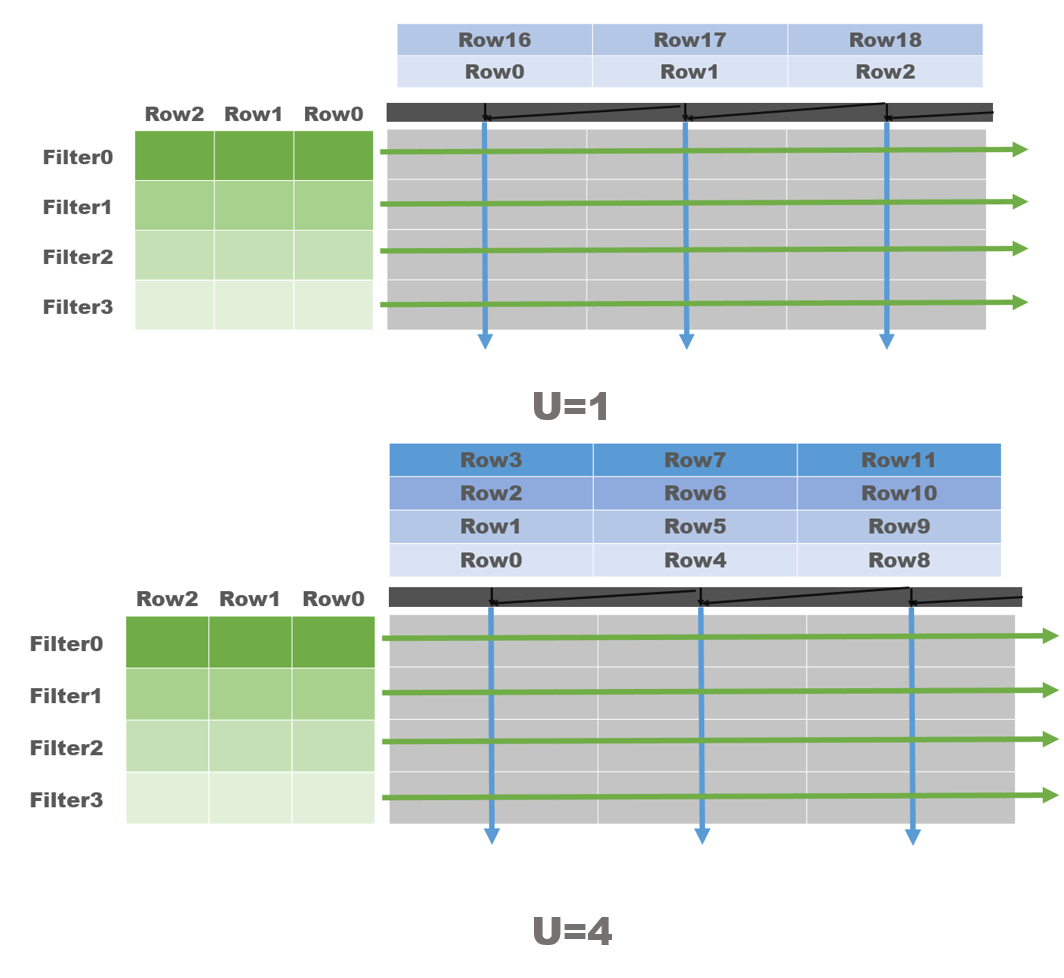 Row16 Row17 Row18
Row0 Row1 Row2
Row2 Row1 Row0
Filter0
Filter1
Filter2
Filter3
U=1
Row3 Row7 Row11
Row2 Row6 Row10
Row1 Row5 Row9
Row0 Row4 Row8
Row2 Row1 Row0
Filter0
Filter1
Filter2
Filter3
U=4